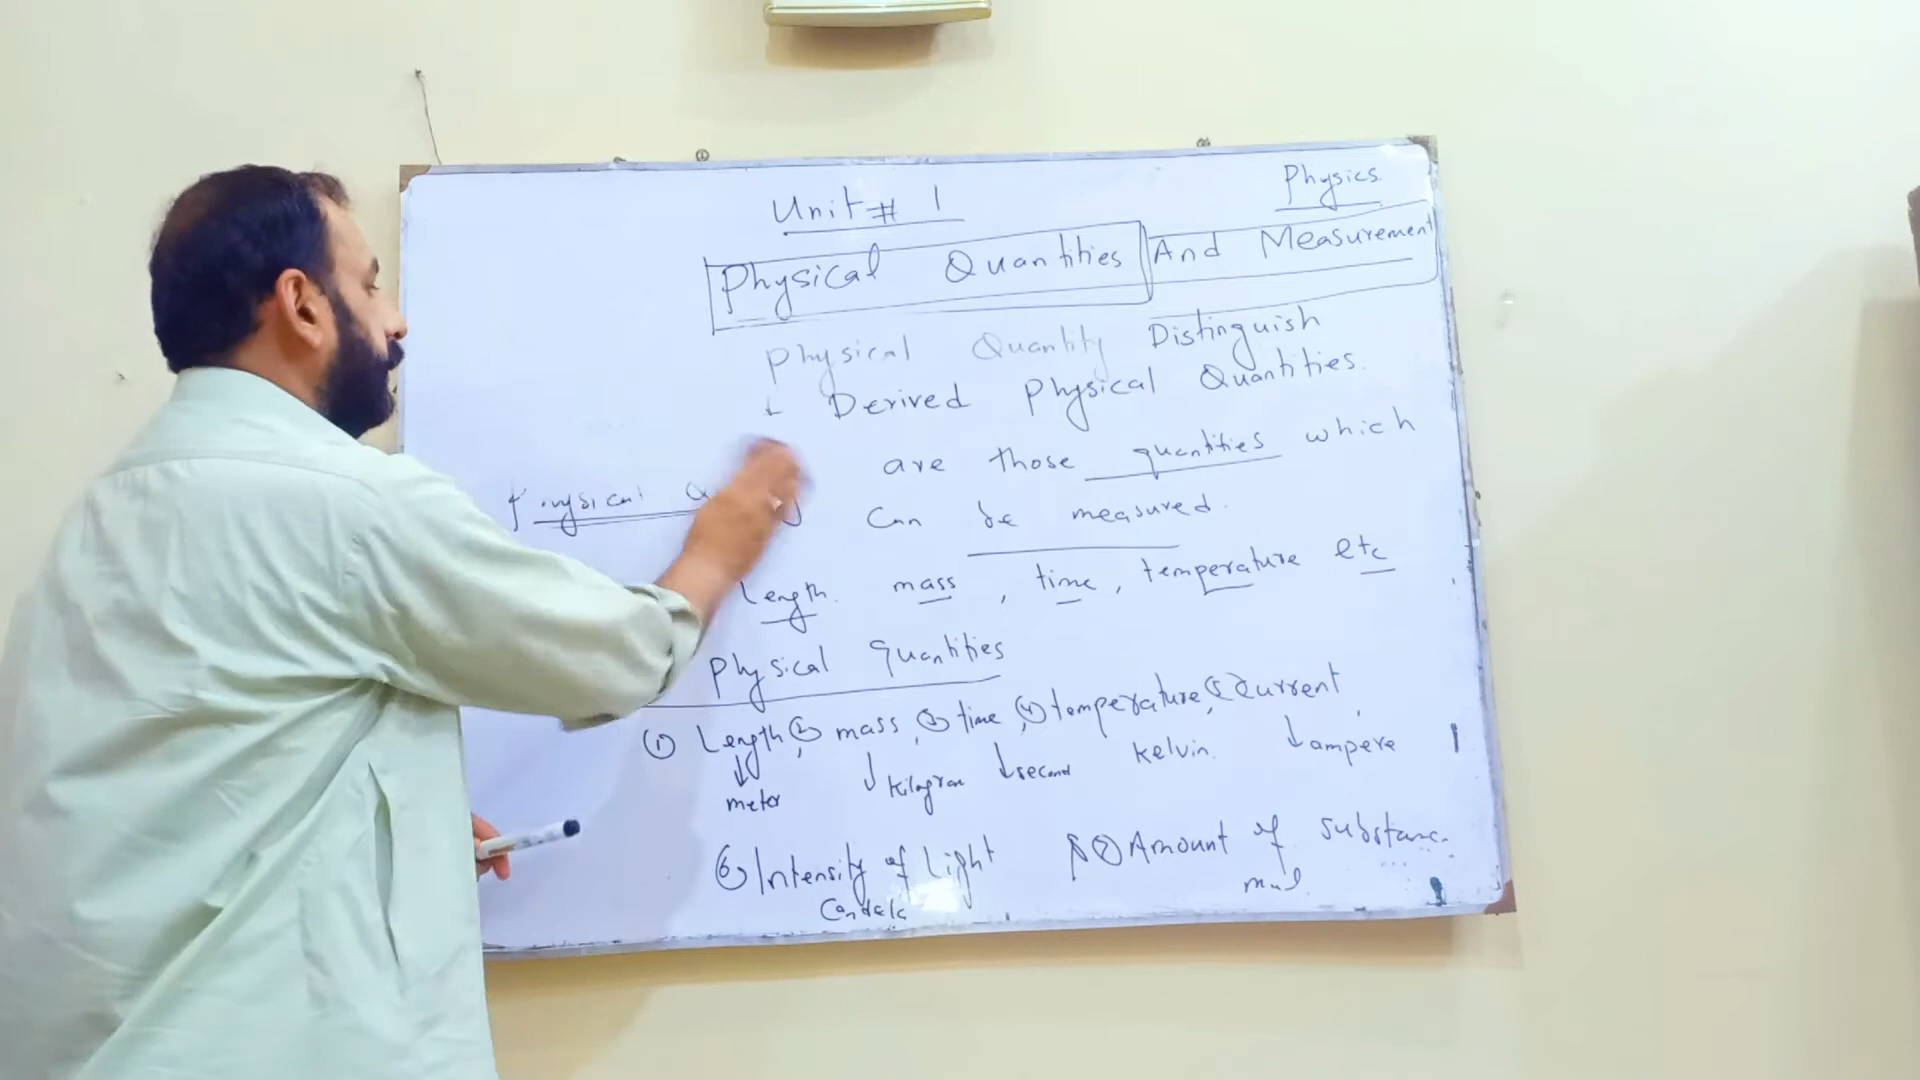 Physics.
Unit # 1
Physical Quantities And Measurement
Physical Quantity Distinguish
Derived Physical Quantities.
are those quantities which
can be measured.
Length. mass, time, temperature etc
Physical quantities
① Length, ② mass, ③ time, ④ temperature, ⑤ current
meter kilogram second kelvin. ampere
⑥ Intensity of Light ⑦ Amount of substance
Candela